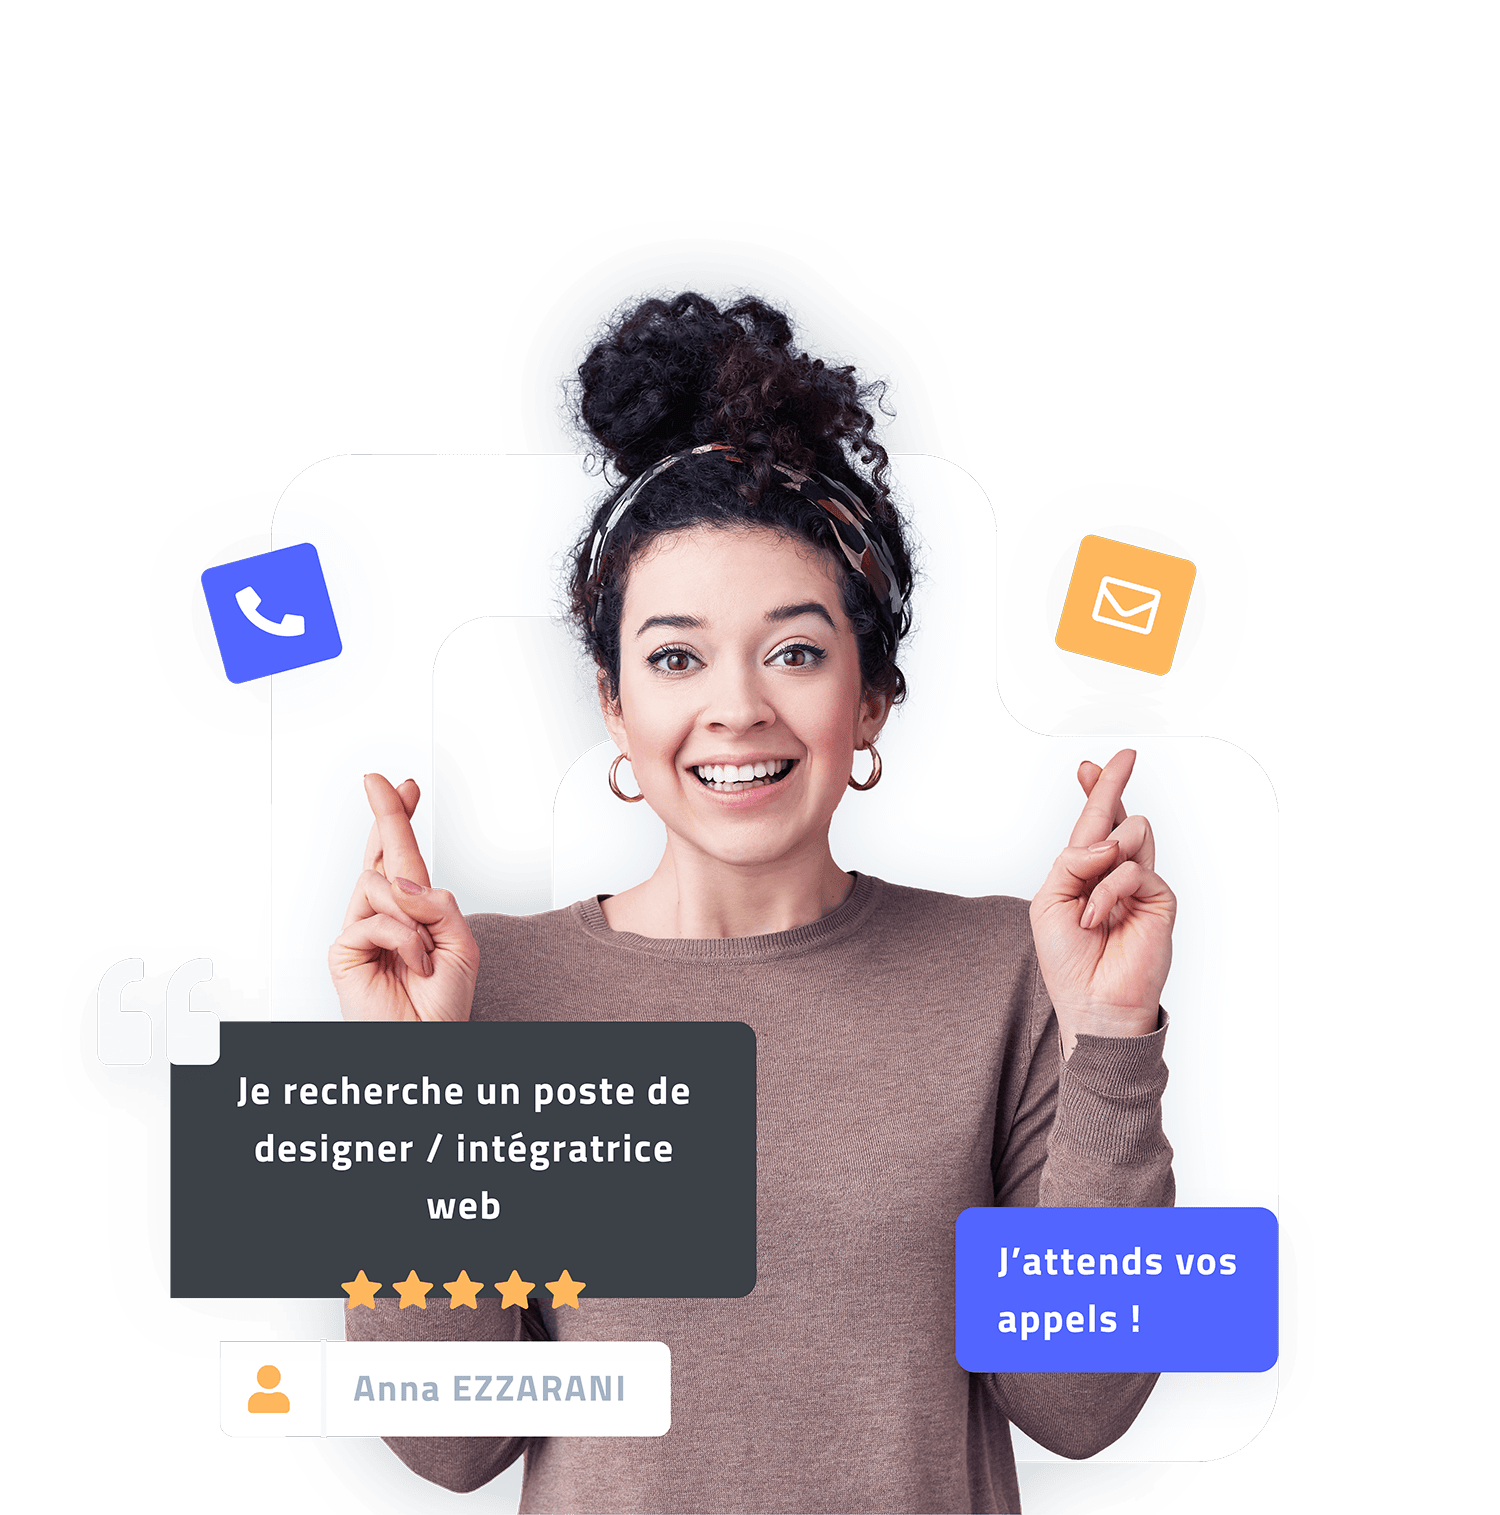 Je recherche un poste de
designer / intégratrice
web
Anna EZZARANI
J’attends vos
appels !